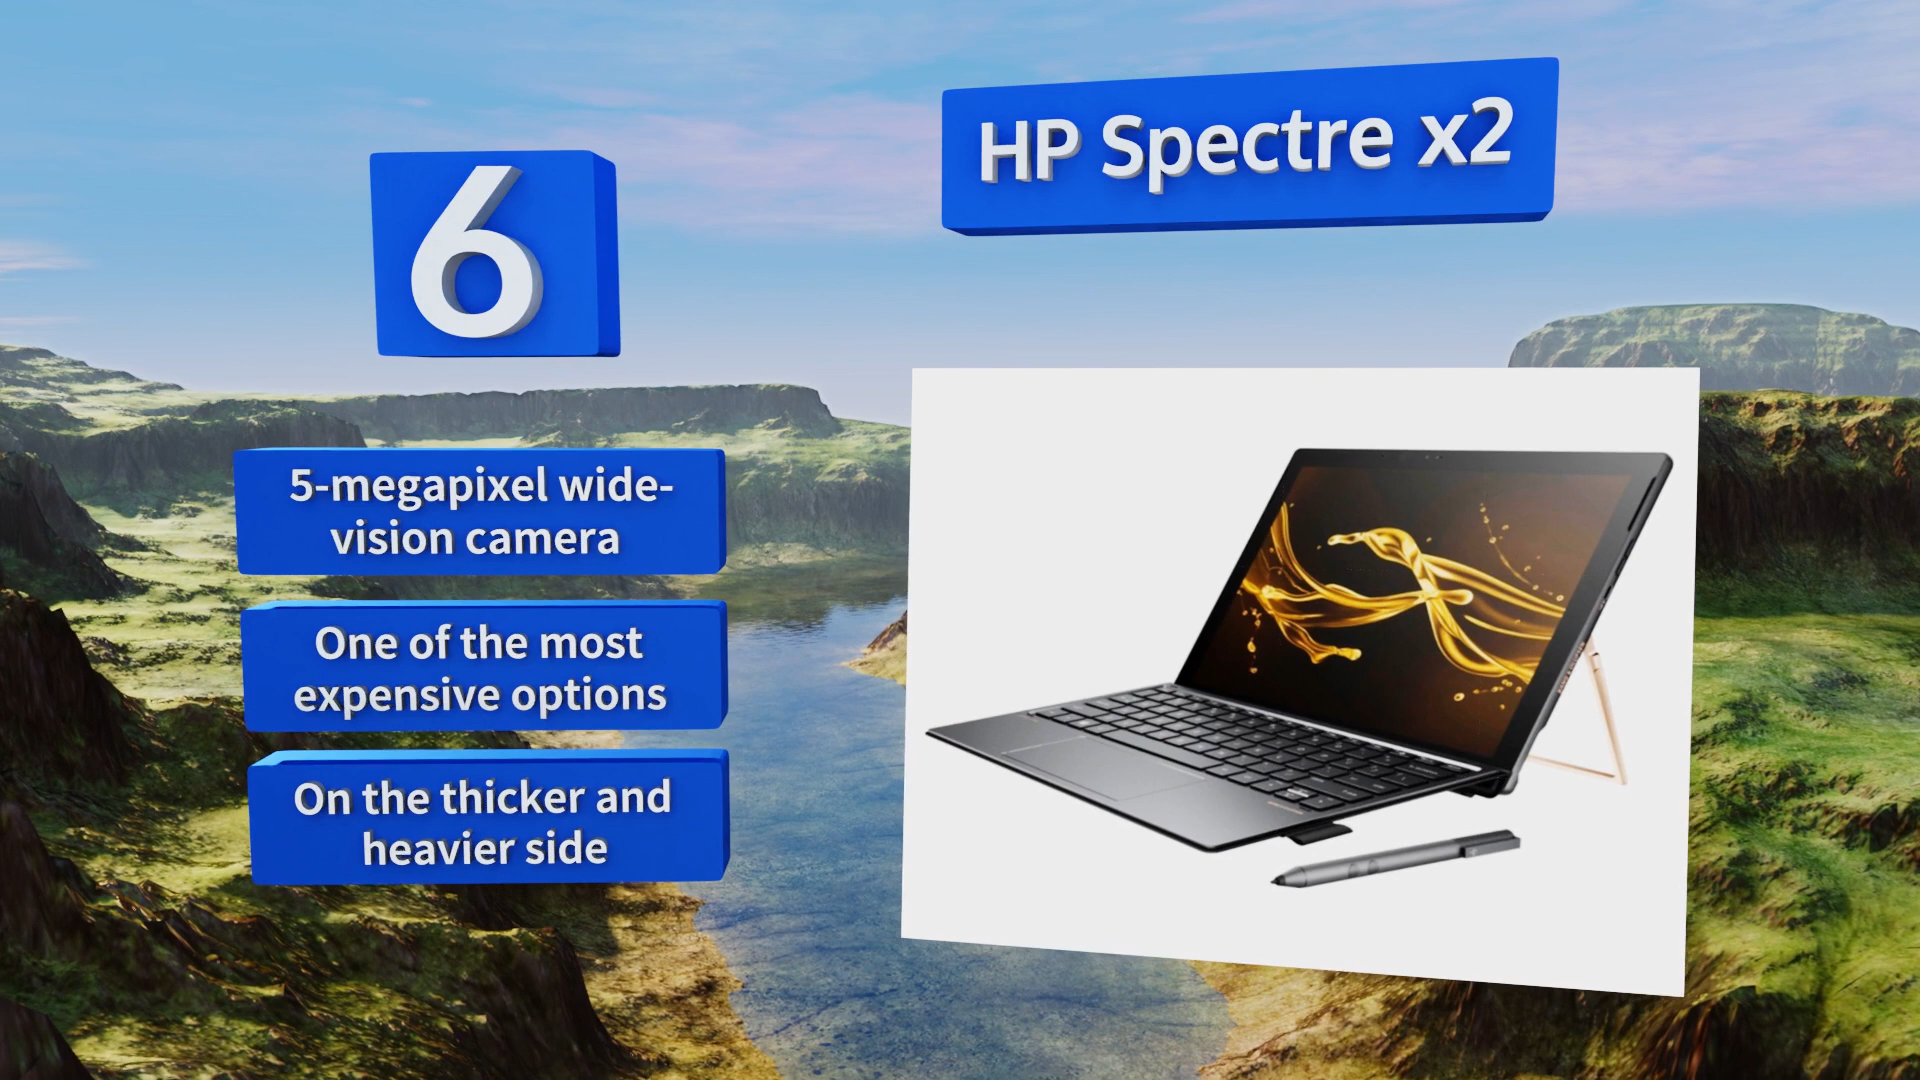 6
HP Spectre x2
5-megapixel wide-
vision camera
One of the most
expensive options
On the thicker and
heavier side